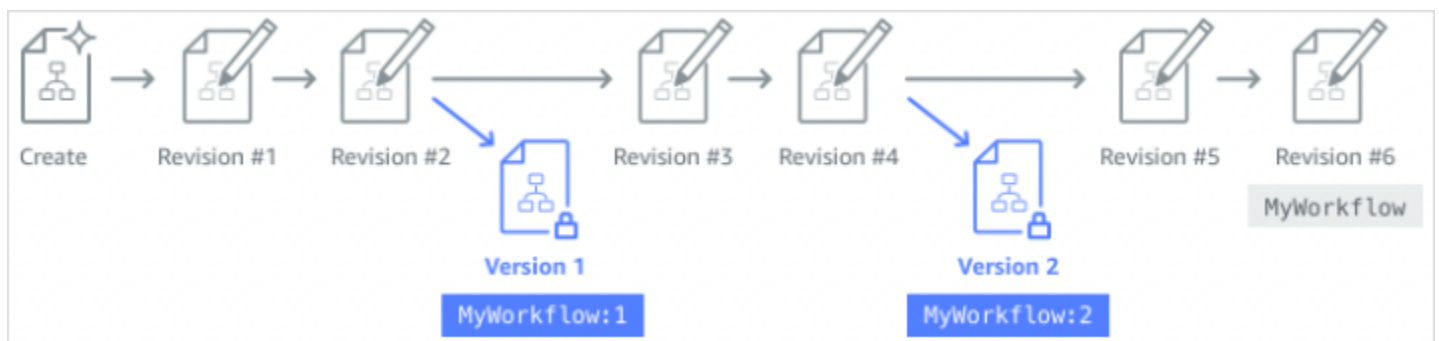 Create
Revision #1
Revision #2
Revision #3
Revision #4
Revision #5
Revision #6
MyWorkflow
Version 1
Version 2
MyWorkflow:1
MyWorkflow:2